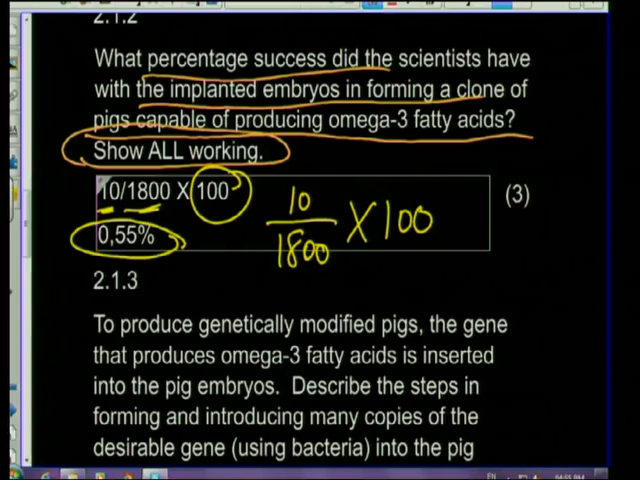 2.1.2
What percentage success did the scientists have
with the implanted embryos in forming a clone of
pigs capable of producing omega-3 fatty acids?
Show ALL working.
10/1800 X 100
0,55%
10
1800 X 100
(3)
2.1.3
To produce genetically modified pigs, the gene
that produces omega-3 fatty acids is inserted
into the pig embryos. Describe the steps in
forming and introducing many copies of the
desirable gene (using bacteria) into the pig